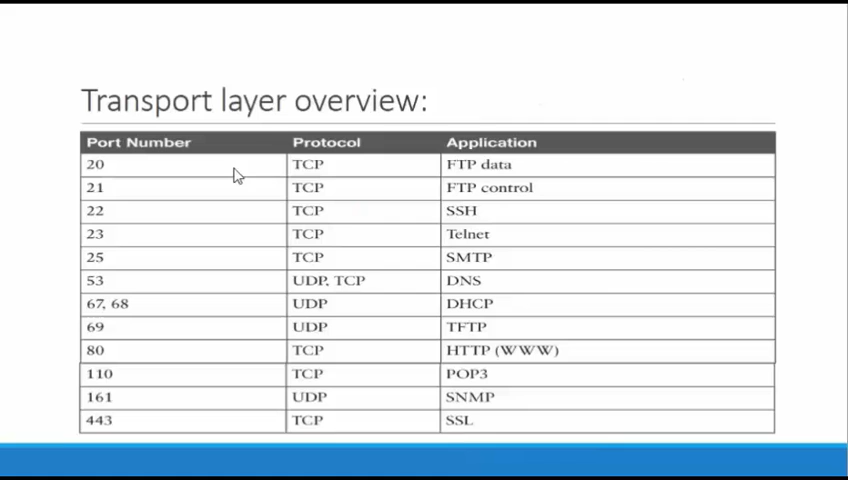 Transport layer overview:
Port Number Protocol Application
20 TCP FTP data
21 TCP FTP control
22 TCP SSH
23 TCP Telnet
25 TCP SMTP
53 UDP, TCP DNS
67, 68 UDP DHCP
69 UDP TFTP
80 TCP HTTP (WWW)
110 TCP POP3
161 UDP SNMP
443 TCP SSL